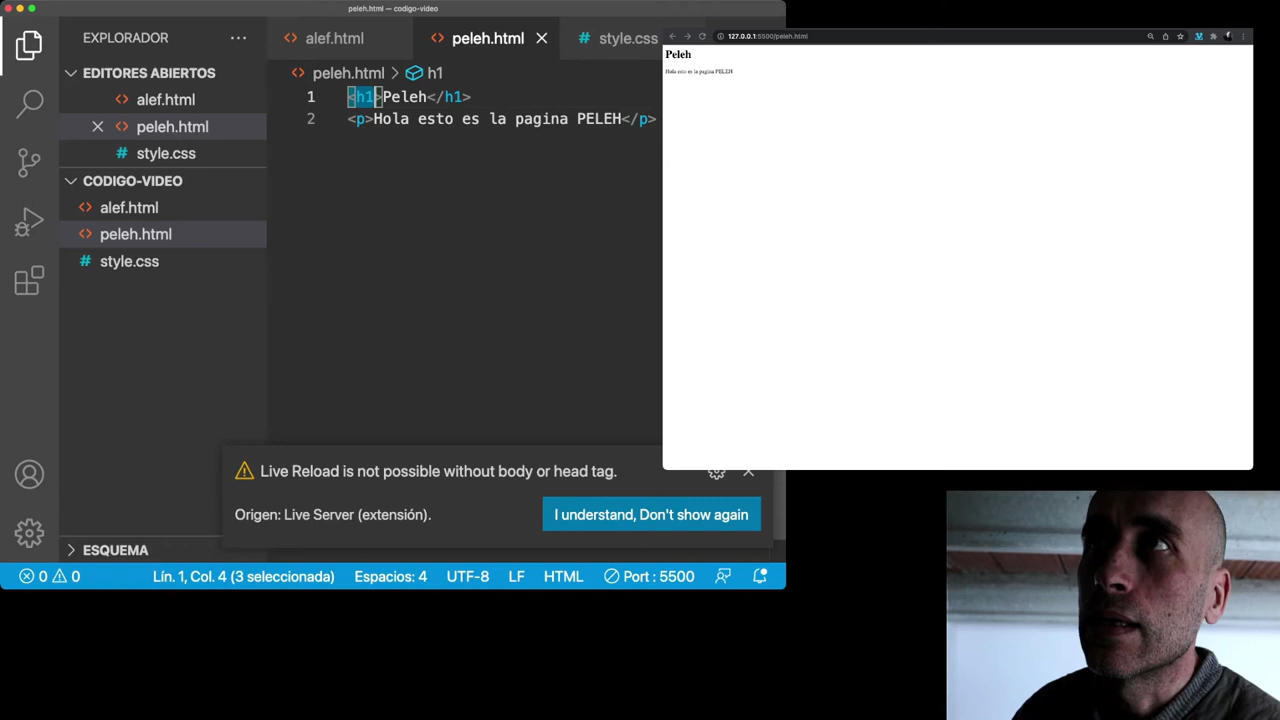 peleh.html — codigo-video
EXPLORADOR
alef.html
peleh.html
style.css
EDITORES ABIERTOS
alef.html
peleh.html
style.css
CODIGO-VIDEO
alef.html
peleh.html
style.css
ESQUEMA
peleh.html > h1
1 <h1>Peleh</h1>
2 <p>Hola esto es la pagina PELEH</p>
127.0.0.1:5500/peleh.html
Peleh
Hola esto es la pagina PELEH
Live Reload is not possible without body or head tag.
Origen: Live Server (extensión).
I understand, Don't show again
0 0
Lín. 1, Col. 4 (3 seleccionada)
Espacios: 4
UTF-8
LF
HTML
Port : 5500